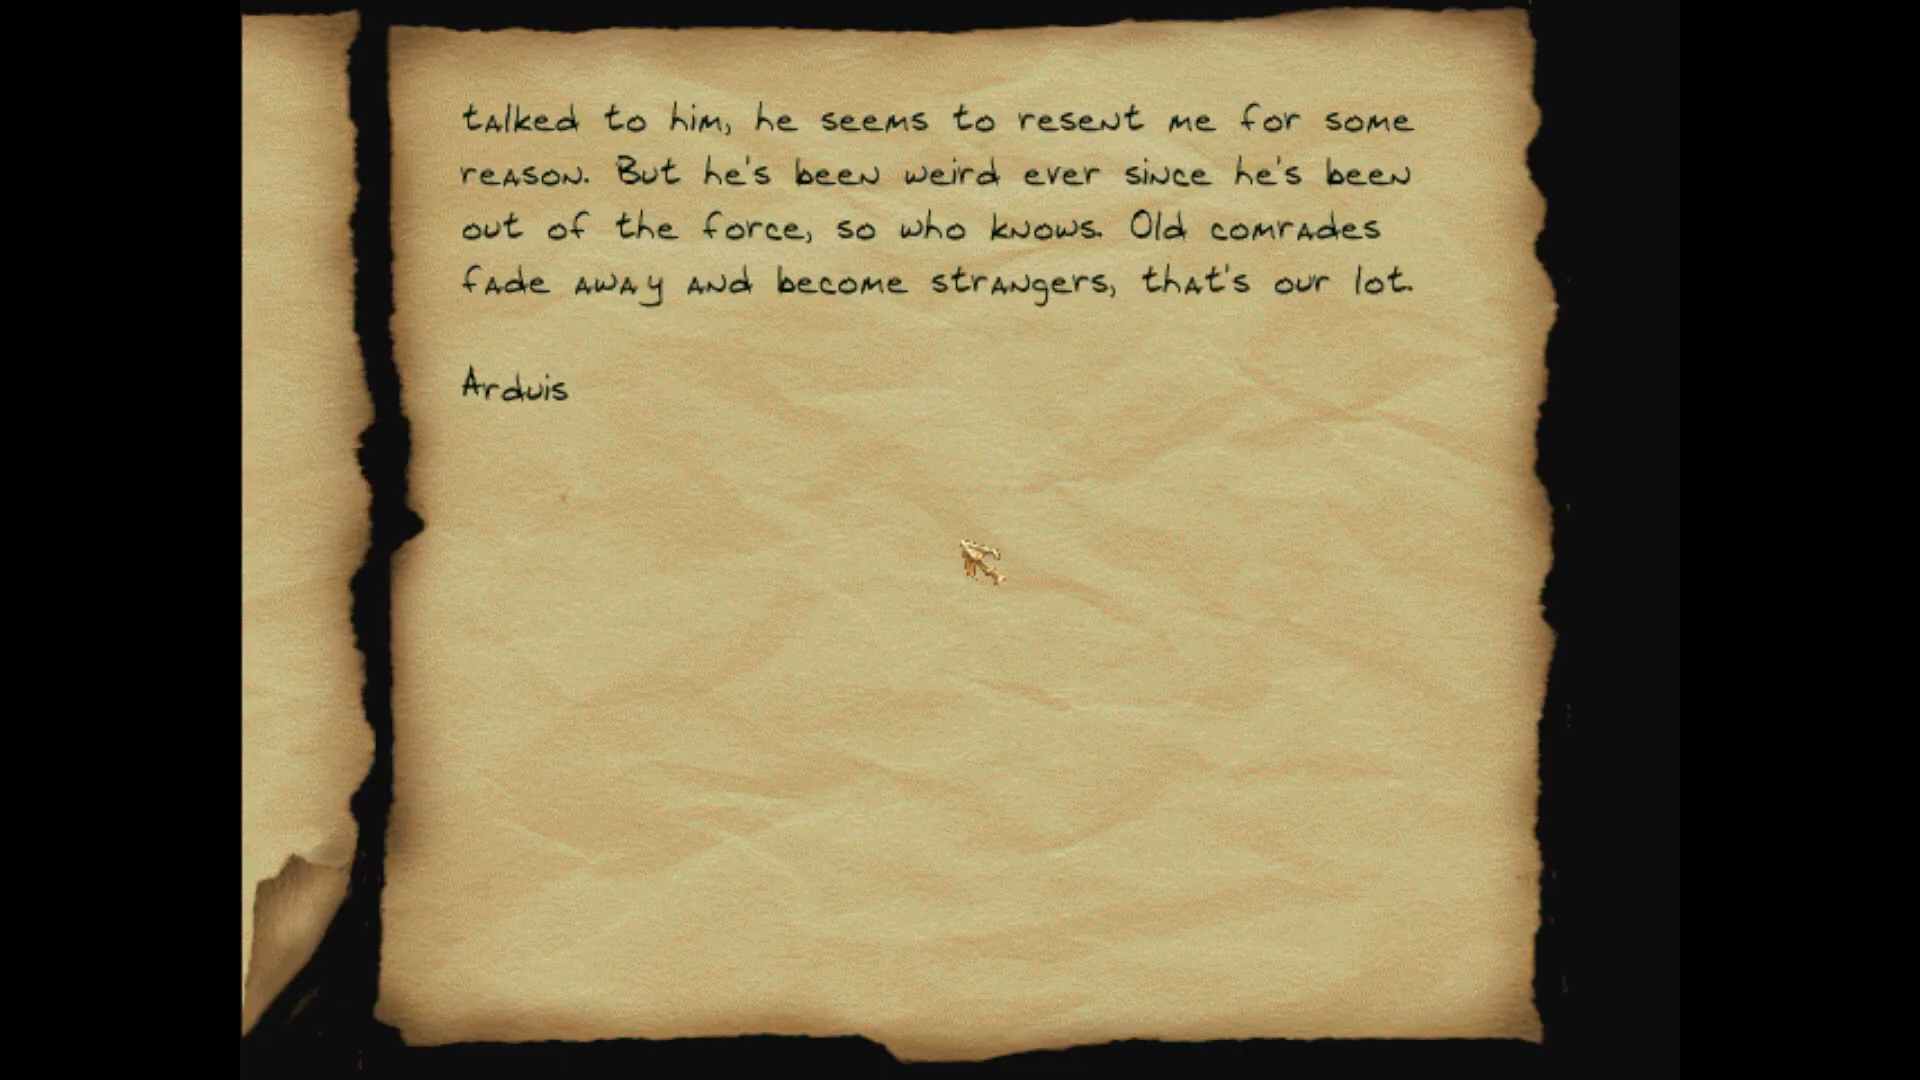 talked to him, he seems to resent me for some
reason. But he's been weird ever since he's been
out of the force, so who knows. Old comrades
fade away and become strangers, that's our lot.
Arduis